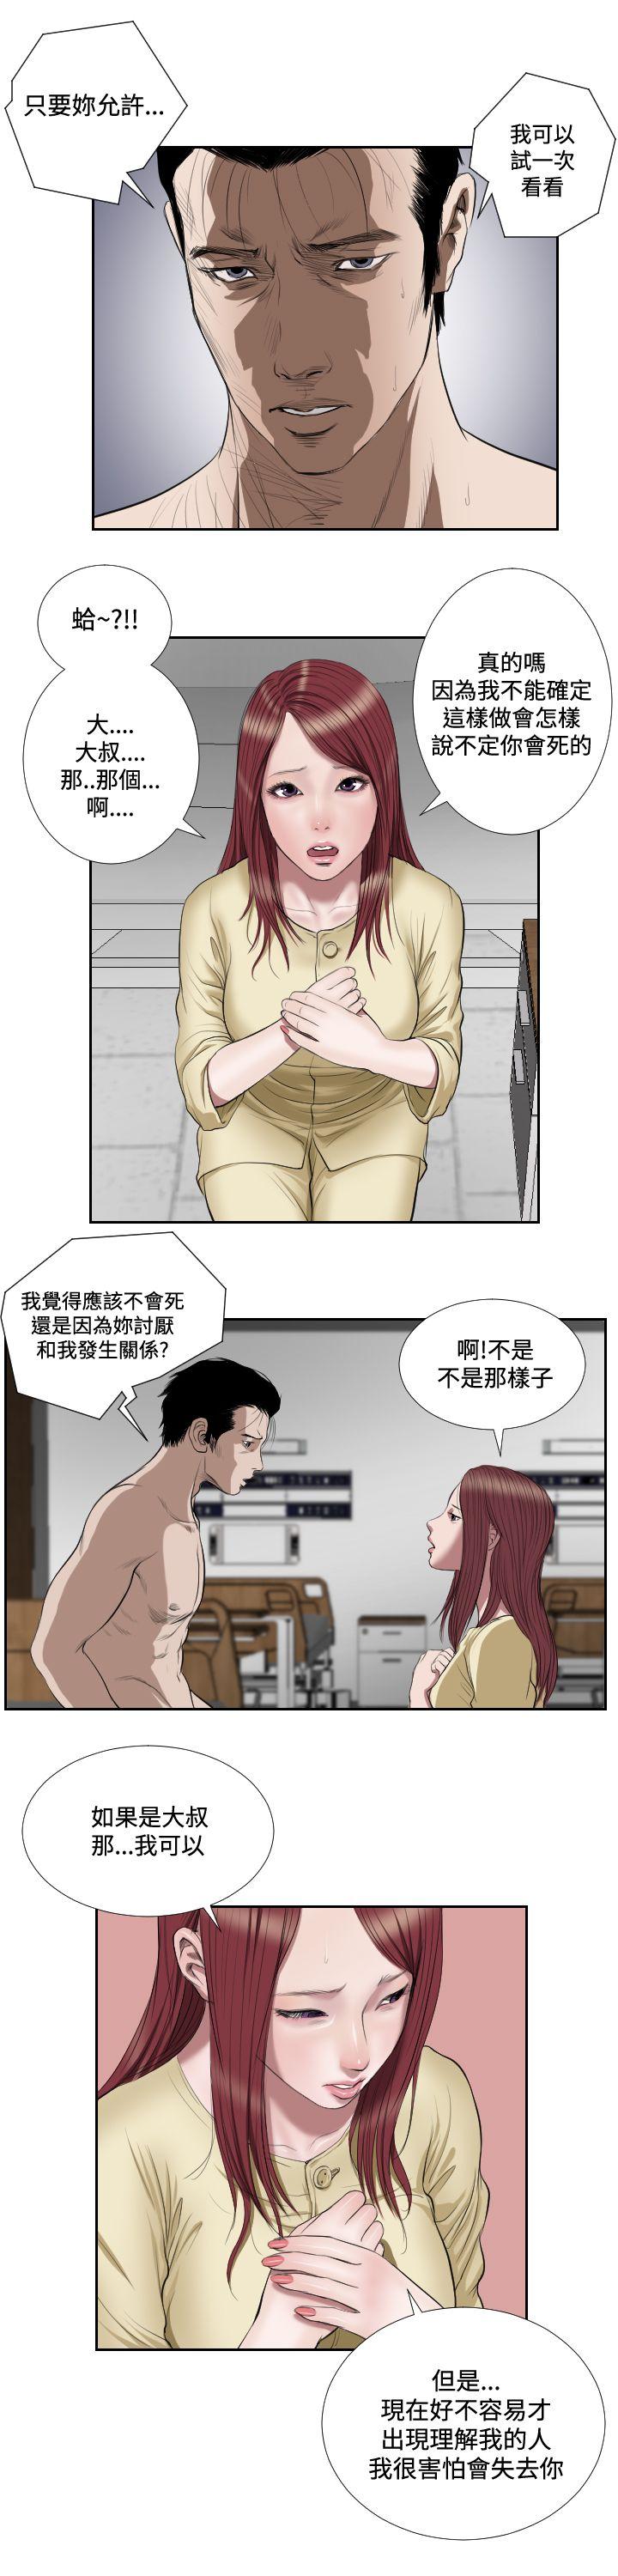 只要妳允許...
我可以
試一次
看看
蛤~?!!
大....
大叔....
那..那個...
啊....
真的嗎
因為我不能確定
這樣做會怎樣
說不定你會死的
我覺得應該不會死
還是因為妳討厭
和我發生關係?
啊!不是
不是那樣子
如果是大叔
那...我可以
但是...
現在好不容易才
出現理解我的人
我很害怕會失去你